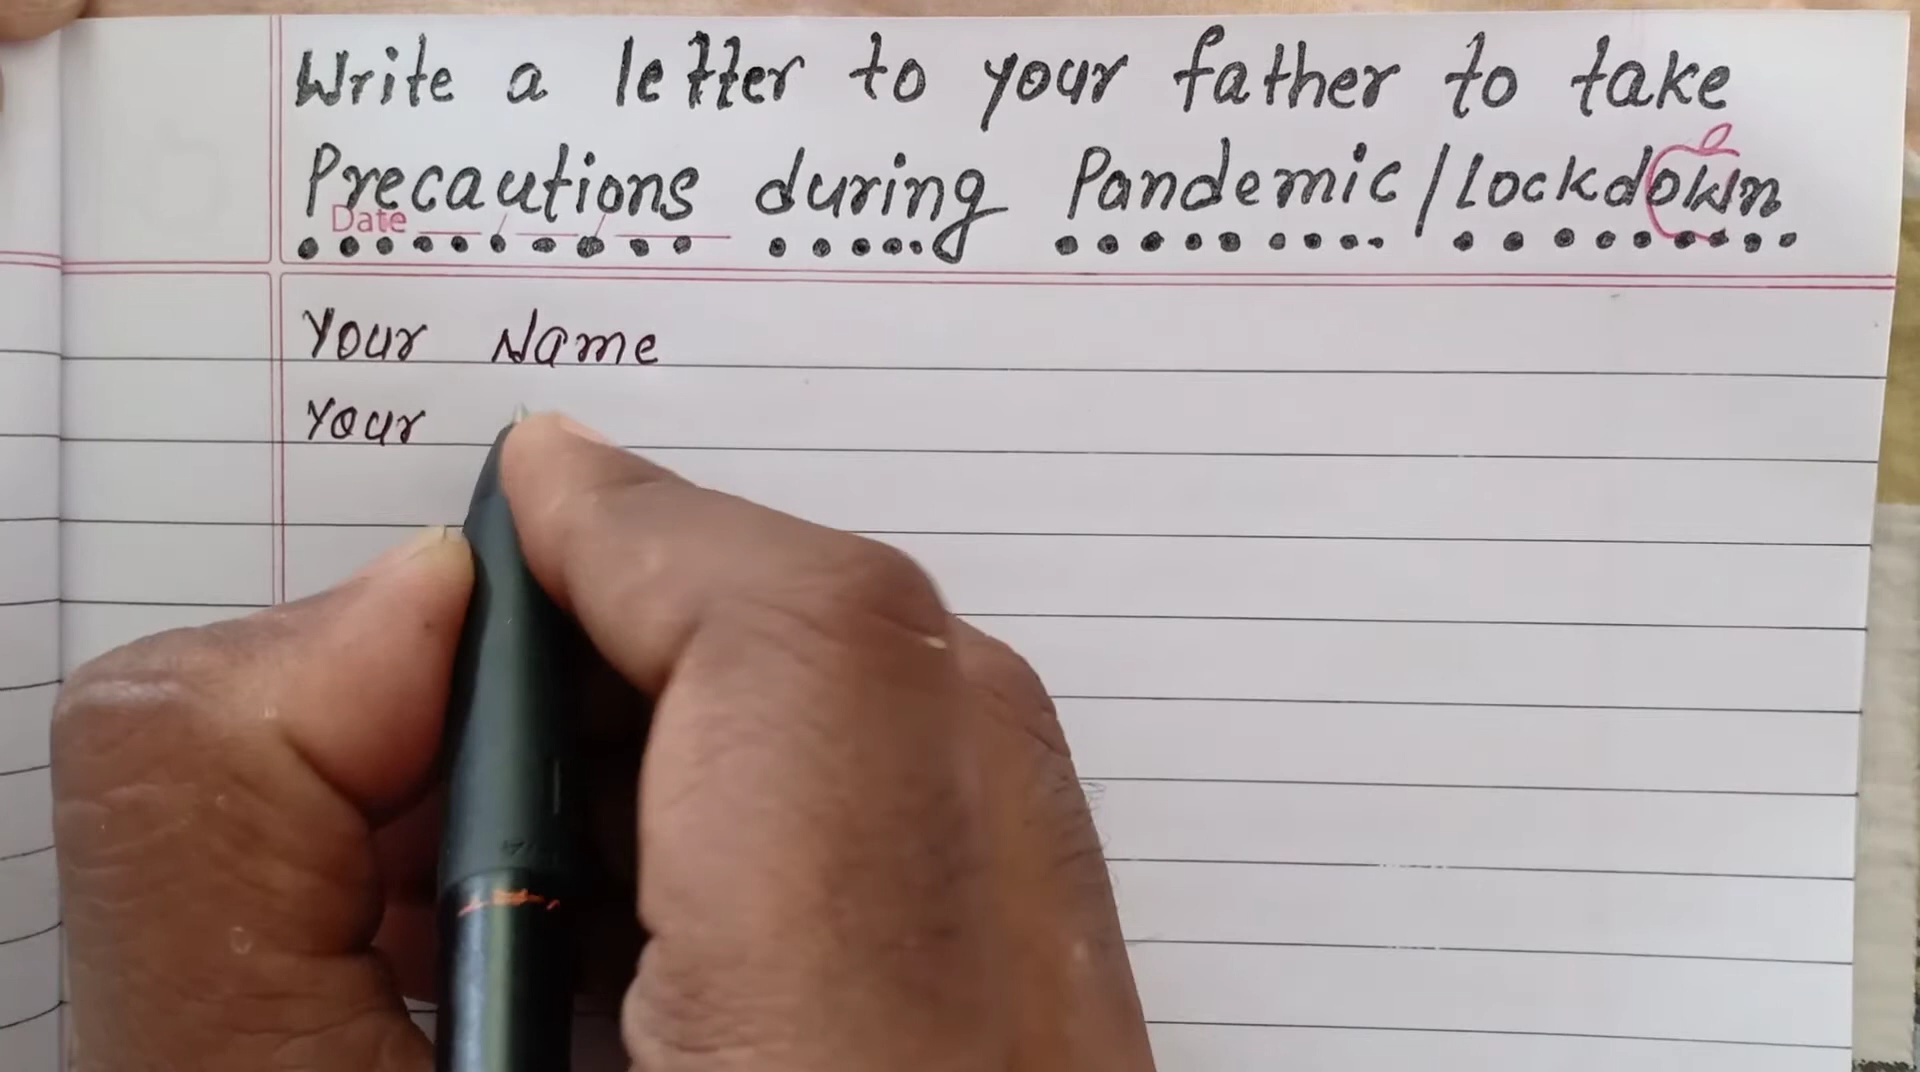 Write a letter to your father to take
Precautions during Pandemic/lockdown
Date
Your Name
Your